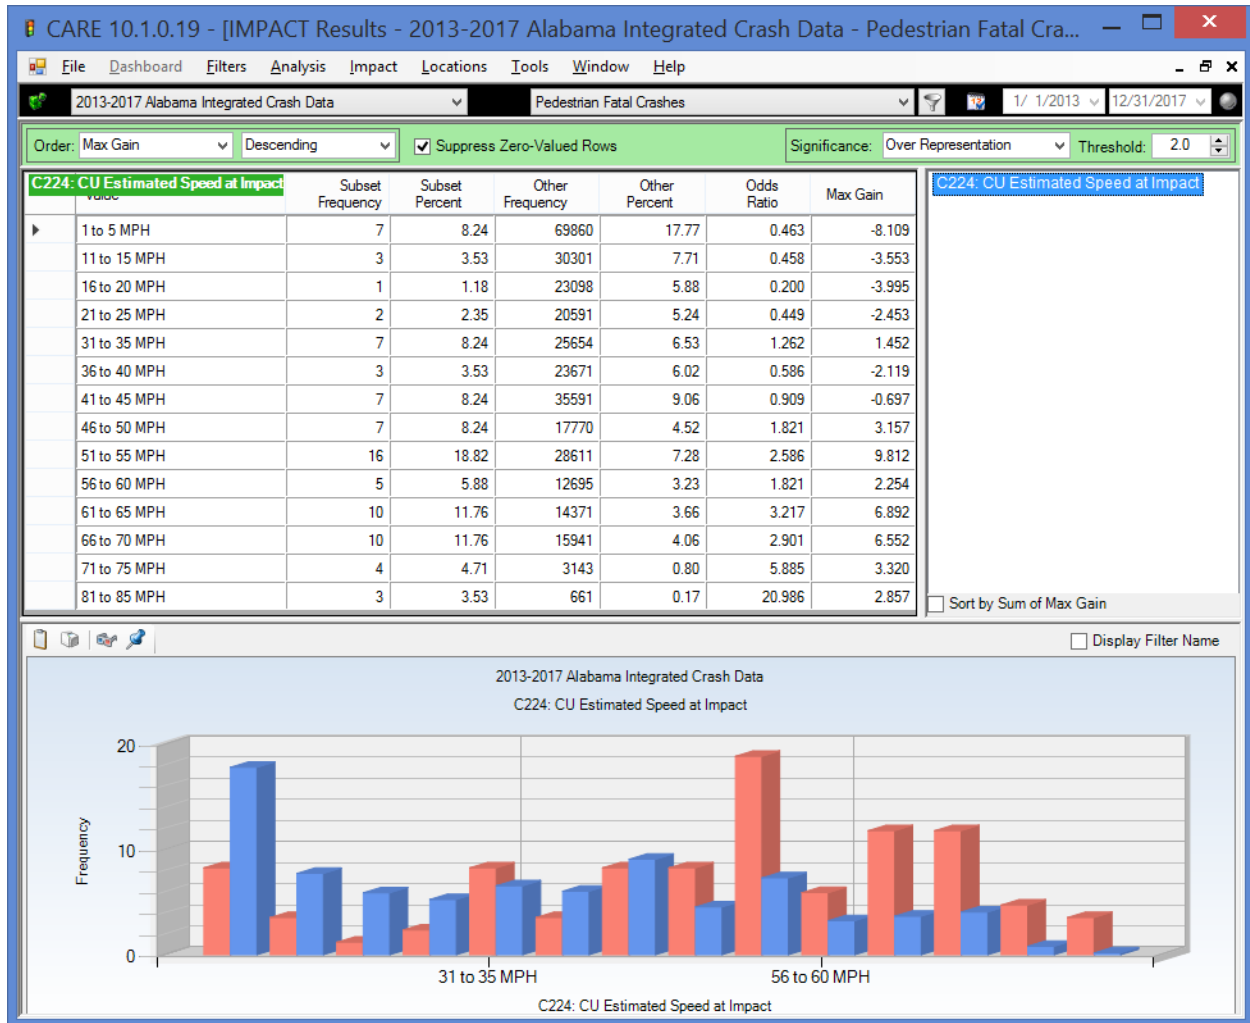 CARE 10.1.0.19 - [IMPACT Results - 2013-2017 Alabama Integrated Crash Data - Pedestrian Fatal Cra...
File Dashboard Filters Analysis Impact Locations Tools Window Help
2013-2017 Alabama Integrated Crash Data Pedestrian Fatal Crashes 1/ 1/2013 12/31/2017
Order: Max Gain Descending Suppress Zero-Valued Rows Significance: Over Representation Threshold: 2.0
C224: CU Estimated Speed at Impact
Value Subset Frequency Subset Percent Other Frequency Other Percent Odds Ratio Max Gain
1 to 5 MPH 7 8.24 69860 17.77 0.463 -8.109
11 to 15 MPH 3 3.53 30301 7.71 0.458 -3.553
16 to 20 MPH 1 1.18 23098 5.88 0.200 -3.995
21 to 25 MPH 2 2.35 20591 5.24 0.449 -2.453
31 to 35 MPH 7 8.24 25654 6.53 1.262 1.452
36 to 40 MPH 3 3.53 23671 6.02 0.586 -2.119
41 to 45 MPH 7 8.24 35591 9.06 0.909 -0.697
46 to 50 MPH 7 8.24 17770 4.52 1.821 3.157
51 to 55 MPH 16 18.82 28611 7.28 2.586 9.812
56 to 60 MPH 5 5.88 12695 3.23 1.821 2.254
61 to 65 MPH 10 11.76 14371 3.66 3.217 6.892
66 to 70 MPH 10 11.76 15941 4.06 2.901 6.552
71 to 75 MPH 4 4.71 3143 0.80 5.885 3.320
81 to 85 MPH 3 3.53 661 0.17 20.986 2.857
C224: CU Estimated Speed at Impact
Sort by Sum of Max Gain
Display Filter Name
2013-2017 Alabama Integrated Crash Data
C224: CU Estimated Speed at Impact
20
10
0
Frequency
31 to 35 MPH 56 to 60 MPH
C224: CU Estimated Speed at Impact